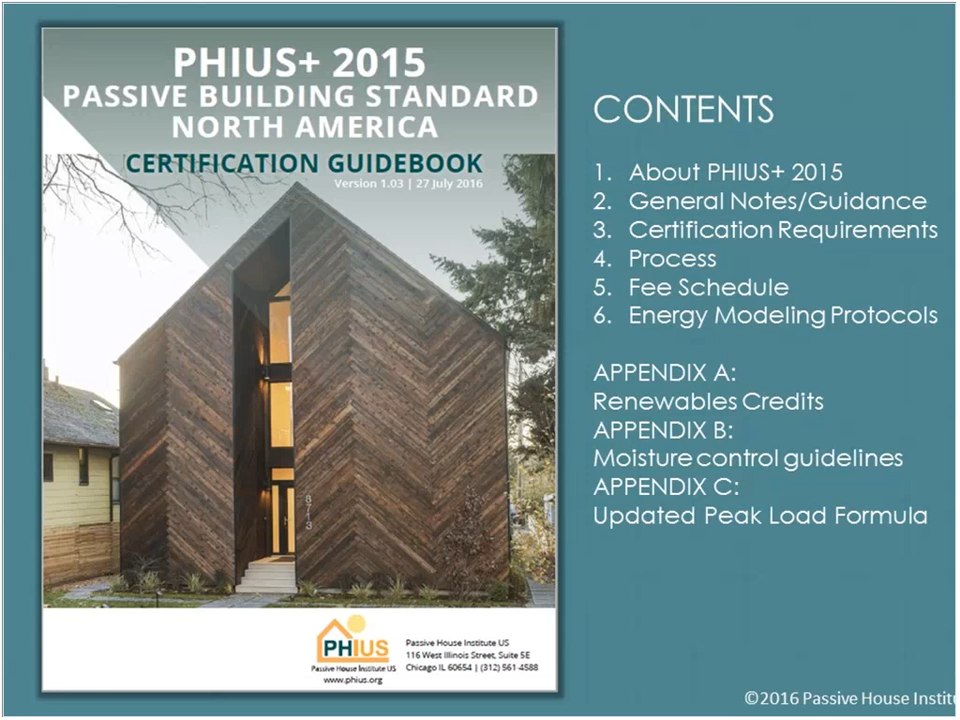 PHIUS+ 2015
PASSIVE BUILDING STANDARD
NORTH AMERICA
CERTIFICATION GUIDEBOOK
Version 1.03 | 27 July 2016
8713
PHIUS
Passive House Institute US
www.phius.org
Passive House Institute US
116 West Illinois Street, Suite 5E
Chicago IL 60654 | (312) 561-4588
CONTENTS
1. About PHIUS+ 2015
2. General Notes/Guidance
3. Certification Requirements
4. Process
5. Fee Schedule
6. Energy Modeling Protocols
APPENDIX A:
Renewables Credits
APPENDIX B:
Moisture control guidelines
APPENDIX C:
Updated Peak Load Formula
©2016 Passive House Institu